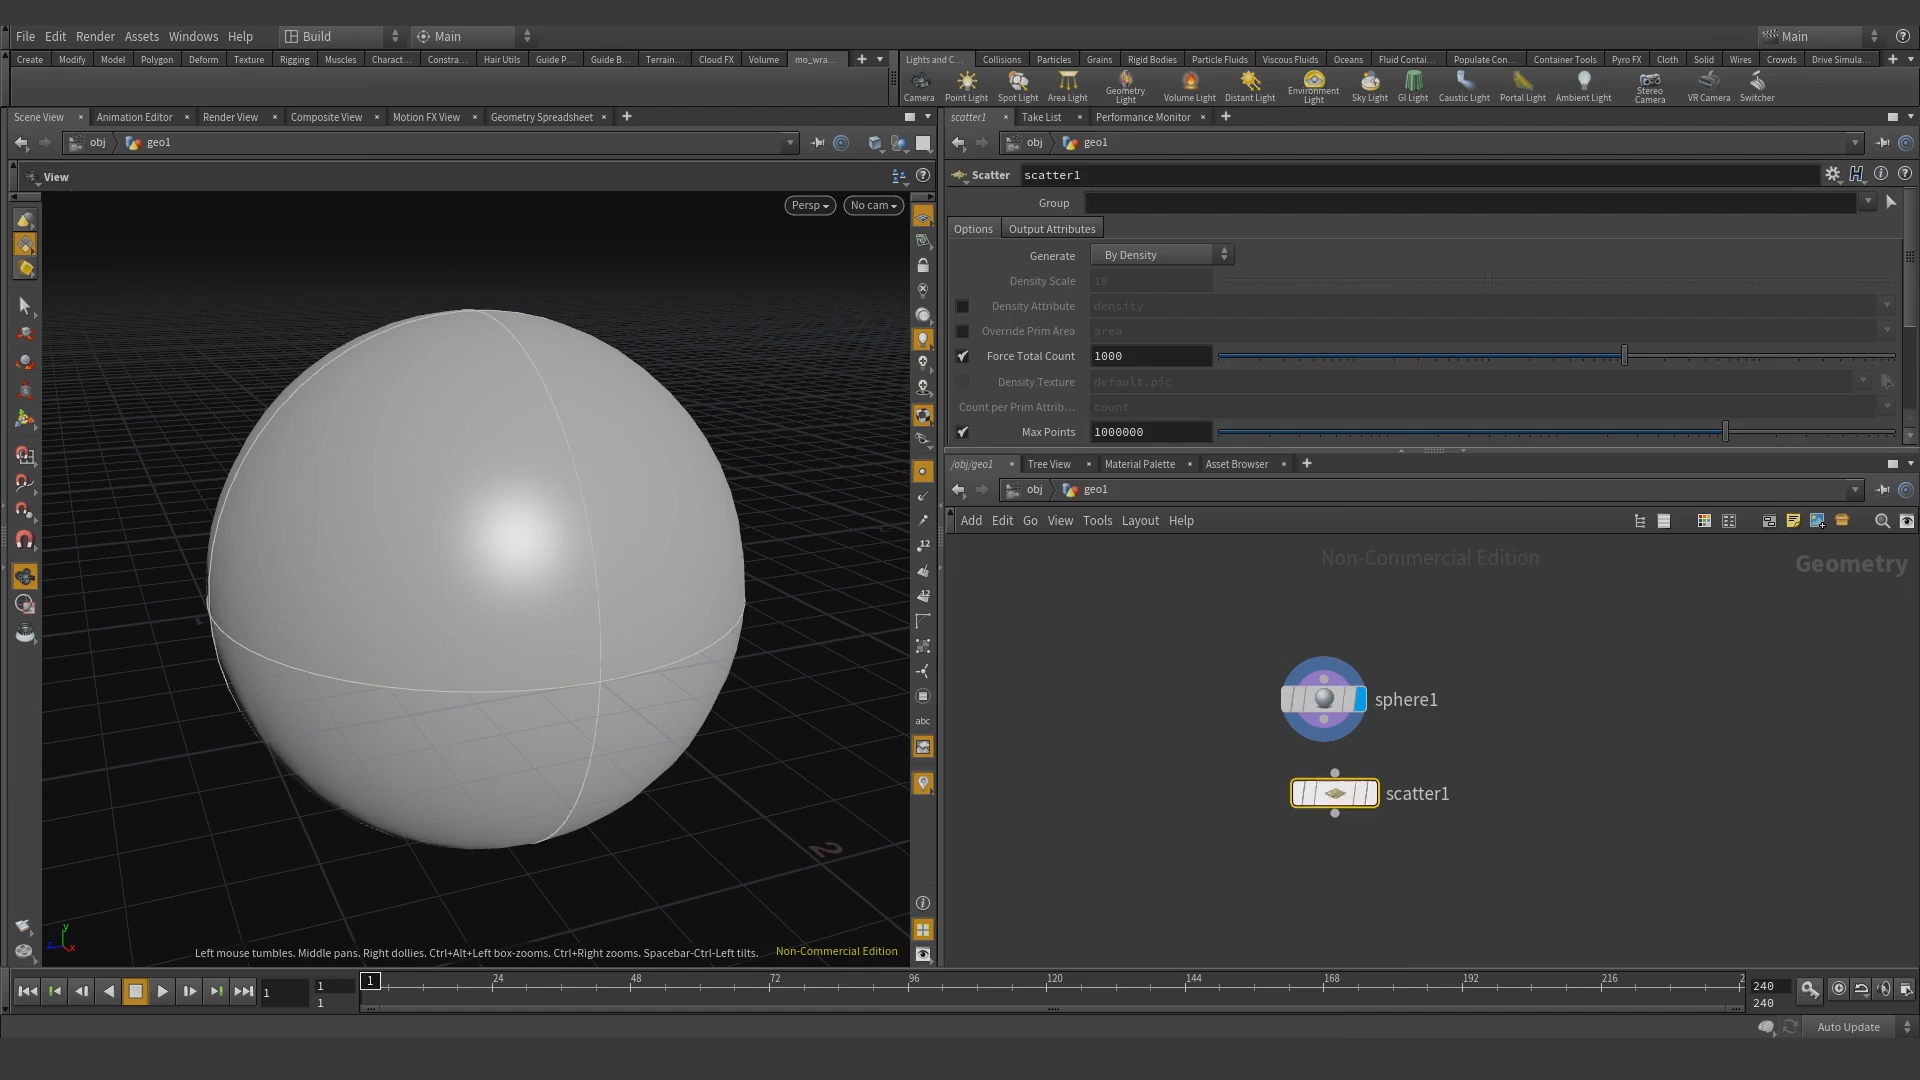 File Edit Render Assets Windows Help Build Main Main
Create Modify Model Polygon Deform Texture Rigging Muscles Charact... Constra... Hair Utils Guide P... Guide B... Terrain... Cloud FX Volume mo_wra...
Lights and C... Collisions Particles Grains Rigid Bodies Particle Fluids Viscous Fluids Oceans Fluid Contai... Populate Con... Container Tools Pyro FX Cloth Solid Wires Crowds Drive Simula...
Camera Point Light Spot Light Area Light Geometry Light Volume Light Distant Light Environment Light Sky Light GI Light Caustic Light Portal Light Ambient Light Stereo Camera VR Camera Switcher
Scene View Animation Editor Render View Composite View Motion FX View Geometry Spreadsheet
obj geo1
View
Persp No cam
12
12
abc
2
y
z x
Left mouse tumbles. Middle pans. Right dollies. Ctrl+Alt+Left box-zooms. Ctrl+Right zooms. Spacebar-Ctrl-Left tilts. Non-Commercial Edition
scatter1 Take List Performance Monitor
obj geo1
Scatter scatter1
Group
Options Output Attributes
Generate By Density
Density Scale 10
Density Attribute density
Override Prim Area area
Force Total Count 1000
Density Texture default.pic
Count per Prim Attrib... count
Max Points 1000000
/obj/geo1 Tree View Material Palette Asset Browser
obj geo1
Add Edit Go View Tools Layout Help
Non-Commercial Edition
Geometry
sphere1
scatter1
1 1 1 24 48 72 96 120 144 168 192 216 2 240
1 240
Auto Update